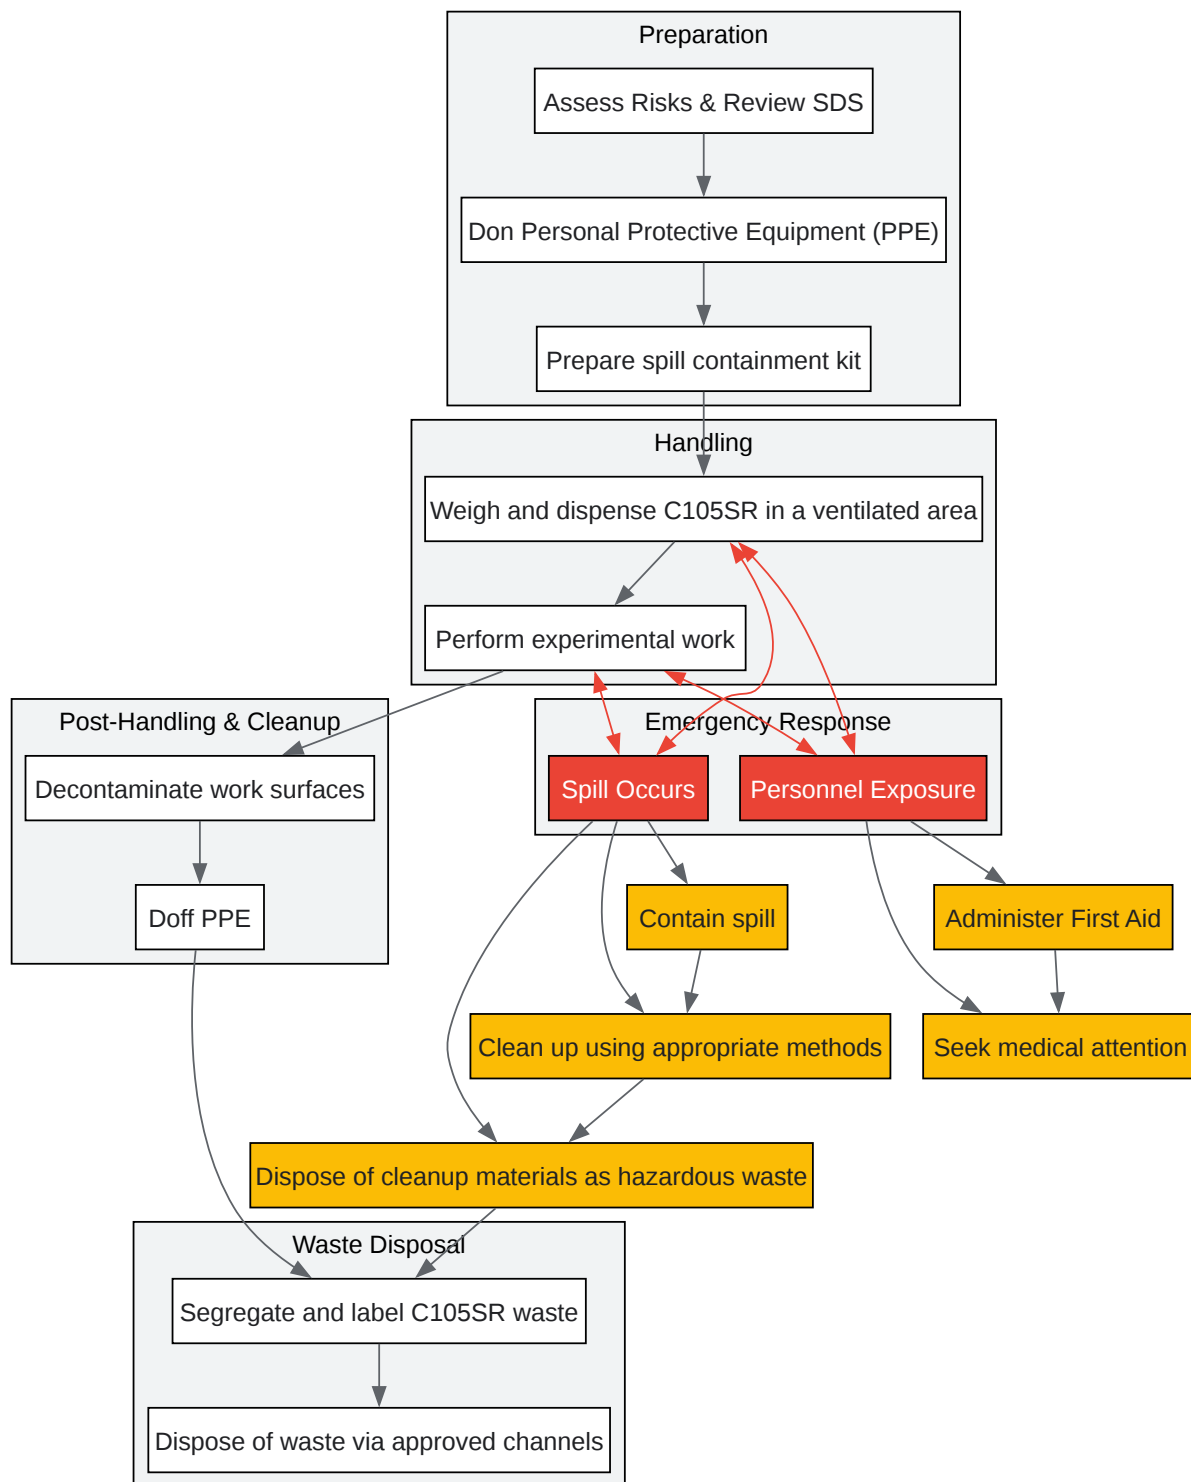 Preparation
Assess Risks & Review SDS
Don Personal Protective Equipment (PPE)
Prepare spill containment kit
Handling
Weigh and dispense C105SR in a ventilated area
Perform experimental work
Post-Handling & Cleanup
Emergency Response
Decontaminate work surfaces
Spill Occurs
Personnel Exposure
Doff PPE
Contain spill
Administer First Aid
Clean up using appropriate methods
Seek medical attention
Dispose of cleanup materials as hazardous waste
Waste Disposal
Segregate and label C105SR waste
Dispose of waste via approved channels